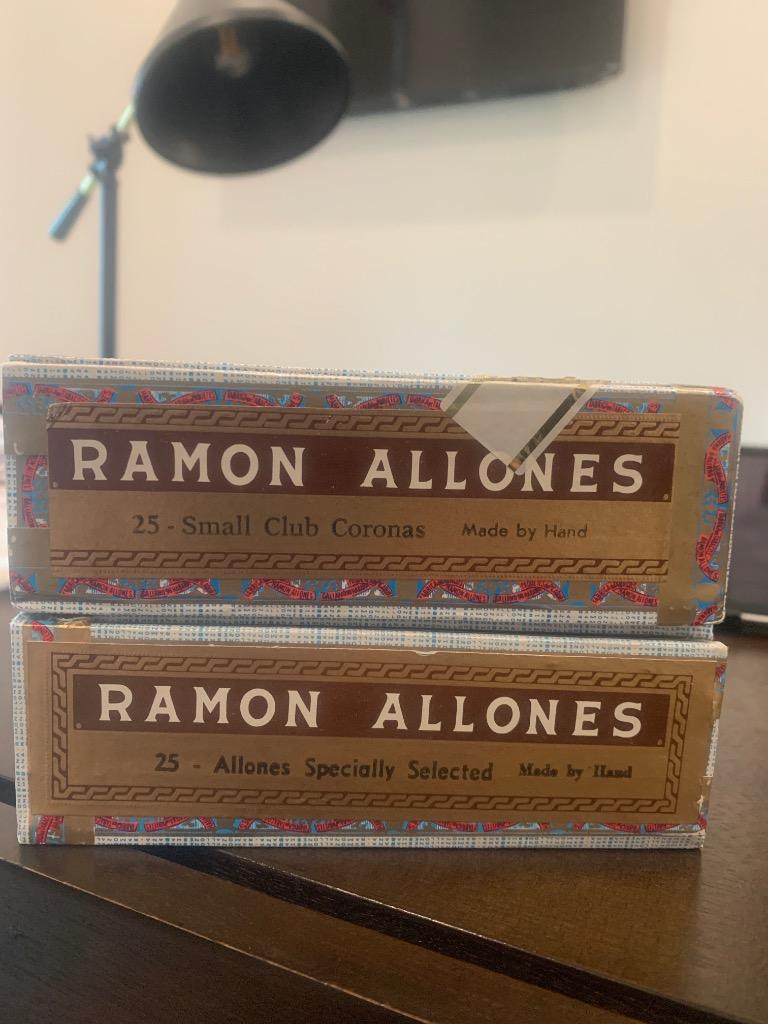 RAMON ALLONES
25 - Small Club Coronas Made by Hand
RAMON ALLONES
25 - Allones Specially Selected Made by Hand